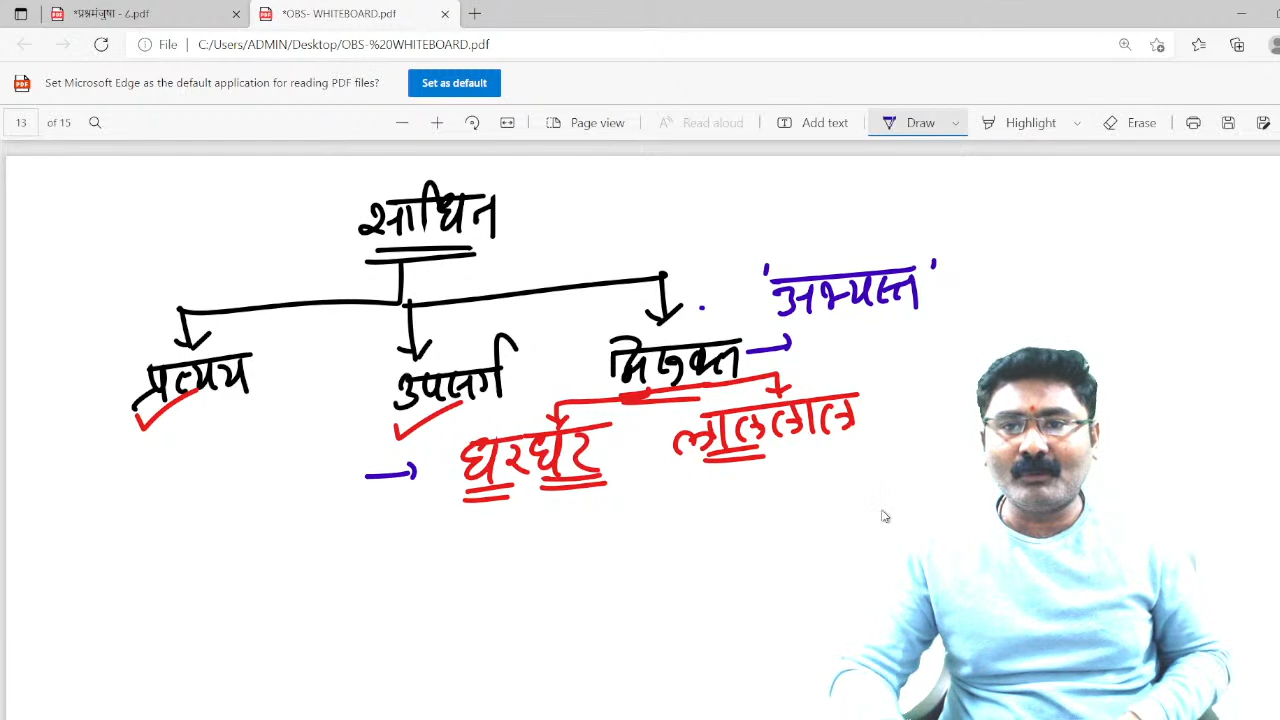 *प्रश्नमंजुषा - ८.pdf
*OBS- WHITEBOARD.pdf
File C:/Users/ADMIN/Desktop/OBS-%20WHITEBOARD.pdf
Set Microsoft Edge as the default application for reading PDF files? Set as default
13 of 15 Page view Read aloud Add text Draw Highlight Erase
साधित
'अभ्यस्त'
प्रत्यय उपसर्ग
घरघर लाललाल